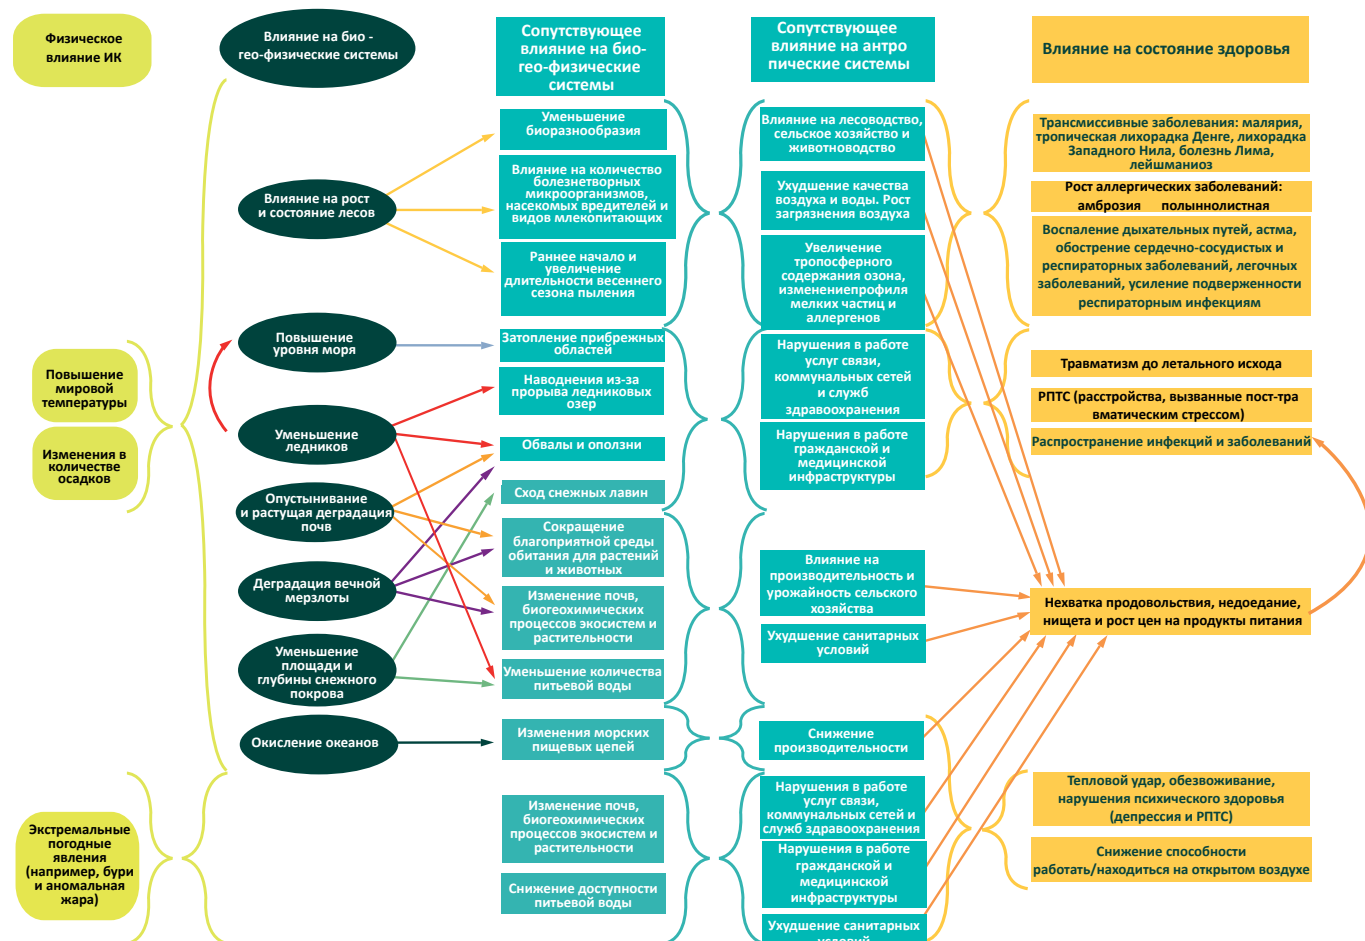 Физическое
влияние ИК
Влияние на био -
гео-физические системы
Сопутствующее
влияние на био-
гео-физические
системы
Сопутствующее
влияние на антро
пические системы
Влияние на состояние здоровья
Повышение
мировой
температуры
Изменения в
количестве
осадков
Экстремальные
погодные
явления
(например, бури
и аномальная
жара)
Влияние на рост
и состояние лесов
Повышение
уровня моря
Уменьшение
ледников
Опустынивание
и растущая деградация
почв
Деградация вечной
мерзлоты
Уменьшение
площади и
глубины снежного
покрова
Окисление океанов
Уменьшение
биоразнообразия
Влияние на количество
болезнетворных
микроорганизмов,
насекомых вредителей и
видов млекопитающих
Раннее начало и
увеличение
длительности весеннего
сезона пыления
Затопление прибрежных
областей
Наводнения из-за
прорыва ледниковых
озер
Обвалы и оползни
Сход снежных лавин
Сокращение
благоприятной среды
обитания для растений
и животных
Изменение почв,
биогеохимических
процессов экосистем и
растительности
Уменьшение количества
питьевой воды
Изменения морских
пищевых цепей
Изменение почв,
биогеохимических
процессов экосистем и
растительности
Снижение доступности
питьевой воды
Влияние на лесоводство,
сельское хозяйство и
животноводство
Ухудшение качества
воздуха и воды. Рост
загрязнения воздуха
Увеличение
тропосферного
содержания озона,
изменениепрофиля
мелких частиц и
аллергенов
Нарушения в работе
услуг связи,
коммунальных сетей
и служб
здравоохранения
Нарушения в работе
гражданской и
медицинской
инфраструктуры
Влияние на
производительность и
урожайность сельского
хозяйства
Ухудшение санитарных
условий
Снижение
производительности
Нарушения в работе
услуг связи,
коммунальных сетей и
служб здравоохранения
Нарушения в работе
гражданской и
медицинской
инфраструктуры
Ухудшение санитарных
условий
Трансмиссивные заболевания: малярия,
тропическая лихорадка Денге, лихорадка
Западного Нила, болезнь Лима,
лейшманиоз
Рост аллергических заболеваний:
амброзия полыннолистная
Воспаление дыхательных путей, астма,
обострение сердечно-сосудистых и
респираторных заболеваний, легочных
заболеваний, усиление подверженности
респираторным инфекциям
Травматизм до летального исхода
РПТС (расстройства, вызванные пост-тра
вматическим стрессом)
Распространение инфекций и заболеваний
Нехватка продовольствия, недоедание,
нищета и рост цен на продукты питания
Тепловой удар, обезвоживание,
нарушения психического здоровья
(депрессия и РПТС)
Снижение способности
работать/находиться на открытом воздухе